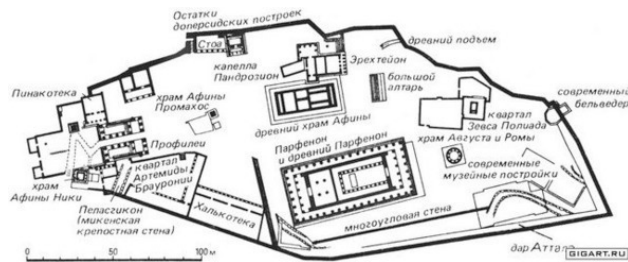 Остатки
доперсидских построек
Стоа
капелла
Пандрозион
Эрехтейон
древний подъем
большой
алтарь
современный
бельведер
Пинакотека
храм Афины
Промахос
древний храм Афины
квартал
Зевса Полиада
храм Августа и Ромы
Профилеи
Парфенон
и древний Парфенон
квартал
Артемиды
Брауронии
современные
музейные постройки
храм
Афины Ники
Пеласгикон
(микенская
крепостная стена)
Халькотека
многоугловая стена
дар Аттала
0 50 100 м
GIGART.RU